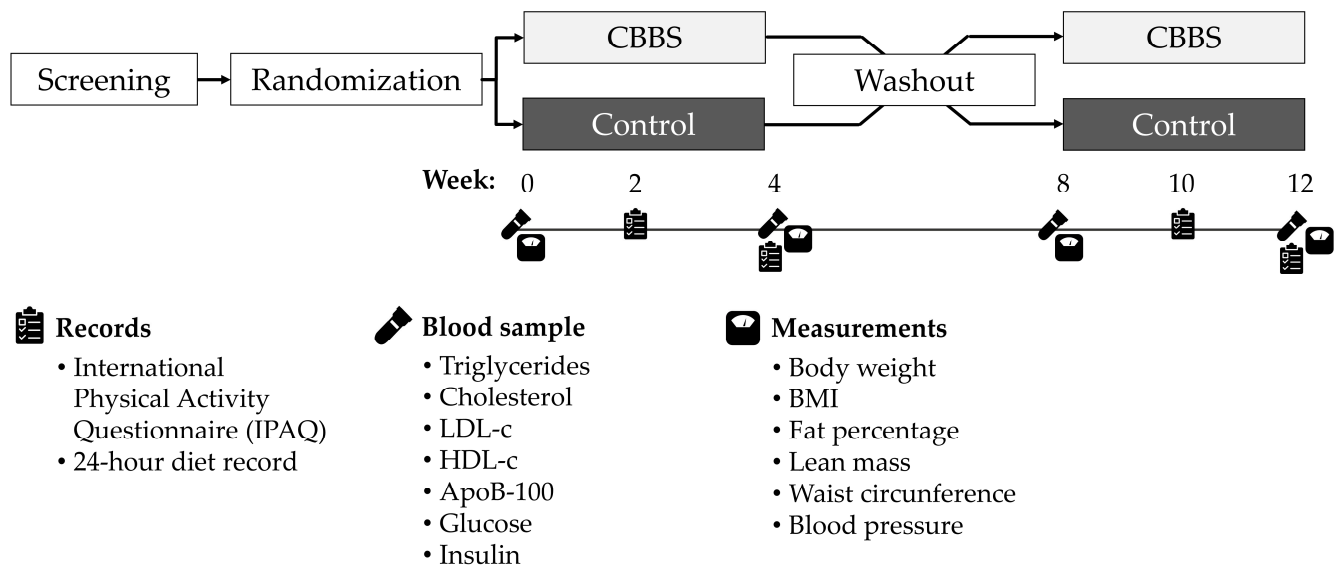 CBBS
CBBS
Screening
Randomization
Washout
Control
Control
Week: 0 2 4 8 10 12
Records
• International
Physical Activity
Questionnaire (IPAQ)
• 24-hour diet record
Blood sample
• Triglycerides
• Cholesterol
• LDL-c
• HDL-c
• ApoB-100
• Glucose
• Insulin
Measurements
• Body weight
• BMI
• Fat percentage
• Lean mass
• Waist circunference
• Blood pressure